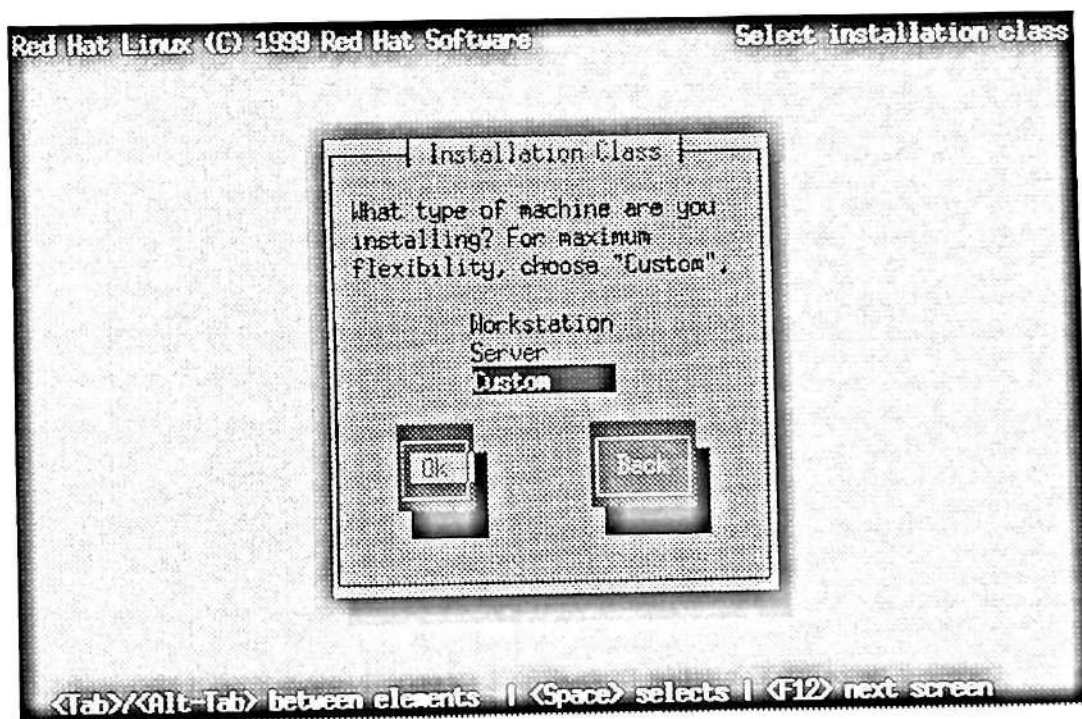 Red Hat Linux (C) 1999 Red Hat Software Select installation class
Installation Class
What type of machine are you
installing? For maximum
flexibility, choose "Custom".
Workstation
Server
Custom
Ok Back
<Tab>/<Alt-Tab> between elements | <Space> selects | <F12> next screen